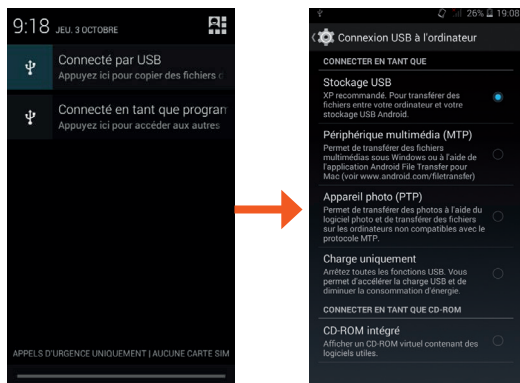 9:18 JEU. 3 OCTOBRE
Connecté par USB
Appuyez ici pour copier des fichiers d
Connecté en tant que program
Appuyez ici pour accéder aux autres
APPELS D'URGENCE UNIQUEMENT | AUCUNE CARTE SIM
26% 19:08
Connexion USB à l'ordinateur
CONNECTER EN TANT QUE
Stockage USB
XP recommandé. Pour transférer des
fichiers entre votre ordinateur et votre
stockage USB Android.
Périphérique multimédia (MTP)
Permet de transférer des fichiers
multimédias sous Windows ou à l'aide de
l'application Android File Transfer pour
Mac (voir www.android.com/filetransfer)
Appareil photo (PTP)
Permet de transférer des photos à l'aide du
logiciel photo et de transférer des fichiers
sur les ordinateurs non compatibles avec le
protocole MTP.
Charge uniquement
Arrêtez toutes les fonctions USB. Vous
permet d'accélérer la charge USB et de
diminuer la consommation d'énergie.
CONNECTER EN TANT QUE CD-ROM
CD-ROM intégré
Afficher un CD-ROM virtuel contenant des
logiciels utiles.